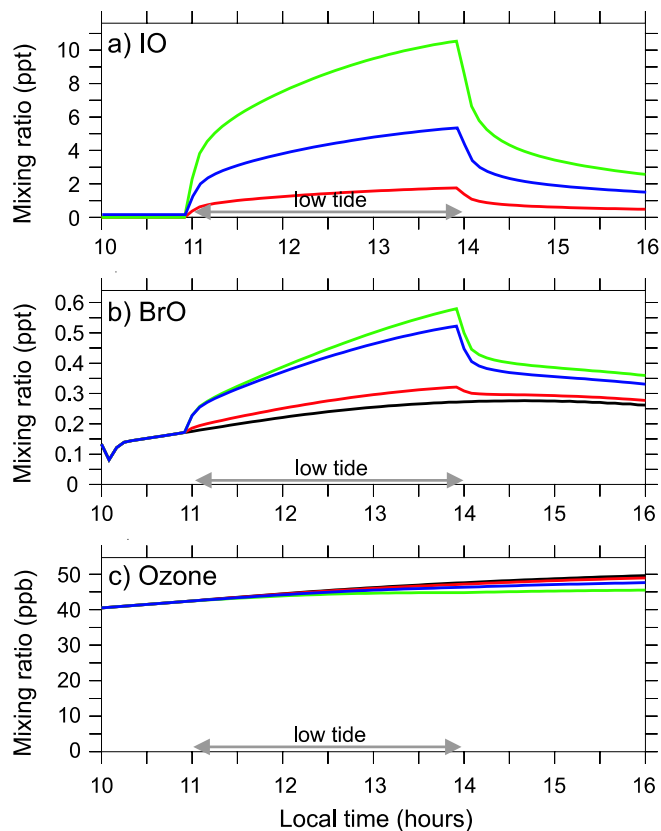 a) IO
Mixing ratio (ppt)
10
8
6
4
2
0
low tide
10 11 12 13 14 15 16
b) BrO
Mixing ratio (ppt)
0.6
0.5
0.4
0.3
0.2
0.1
0
low tide
10 11 12 13 14 15 16
c) Ozone
Mixing ratio (ppb)
50
40
30
20
10
0
low tide
10 11 12 13 14 15 16
Local time (hours)